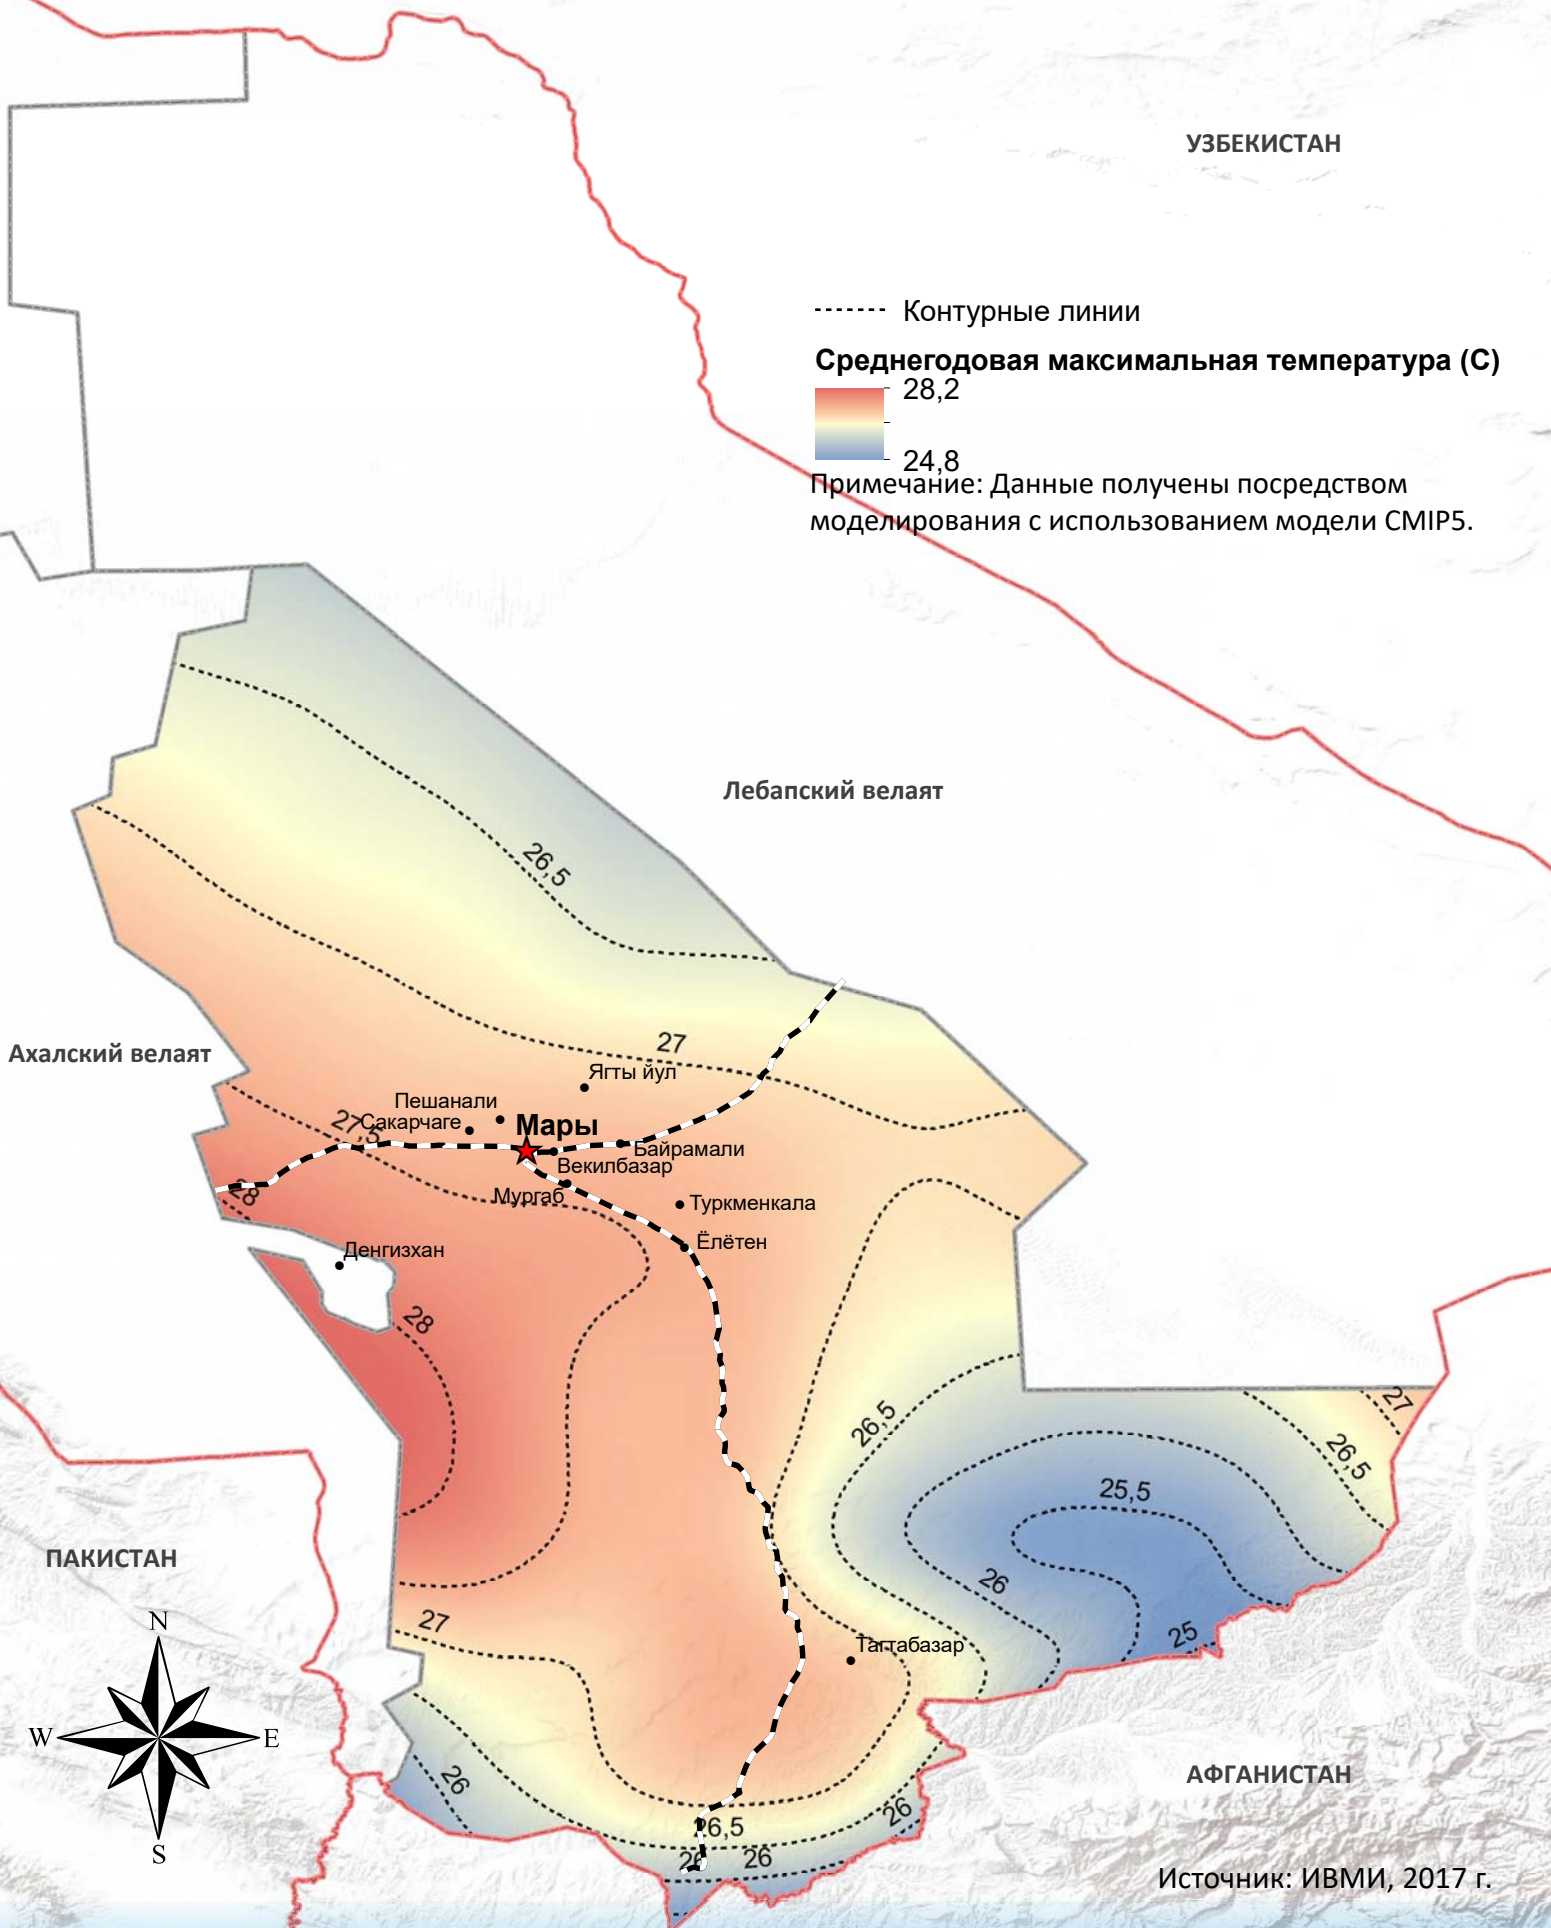 УЗБЕКИСТАН
Контурные линии
Среднегодовая максимальная температура (С)
28,2
24,8
Примечание: Данные получены посредством
моделирования с использованием модели CMIP5.
Лебапский велаят
26,5
Ахалский велаят
27
Ягты йул
Пешанали
27,5
Сакарчаге
Мары
Байрамали
Векилбазар
28
Мургаб
Туркменкала
Ёлётен
Денгизхан
28
27
26,5
26,5
25,5
ПАКИСТАН
26
27
25
Тагтабазар
N
W
E
S
АФГАНИСТАН
26
26
26,5
26
26
Источник: ИВМИ, 2017 г.